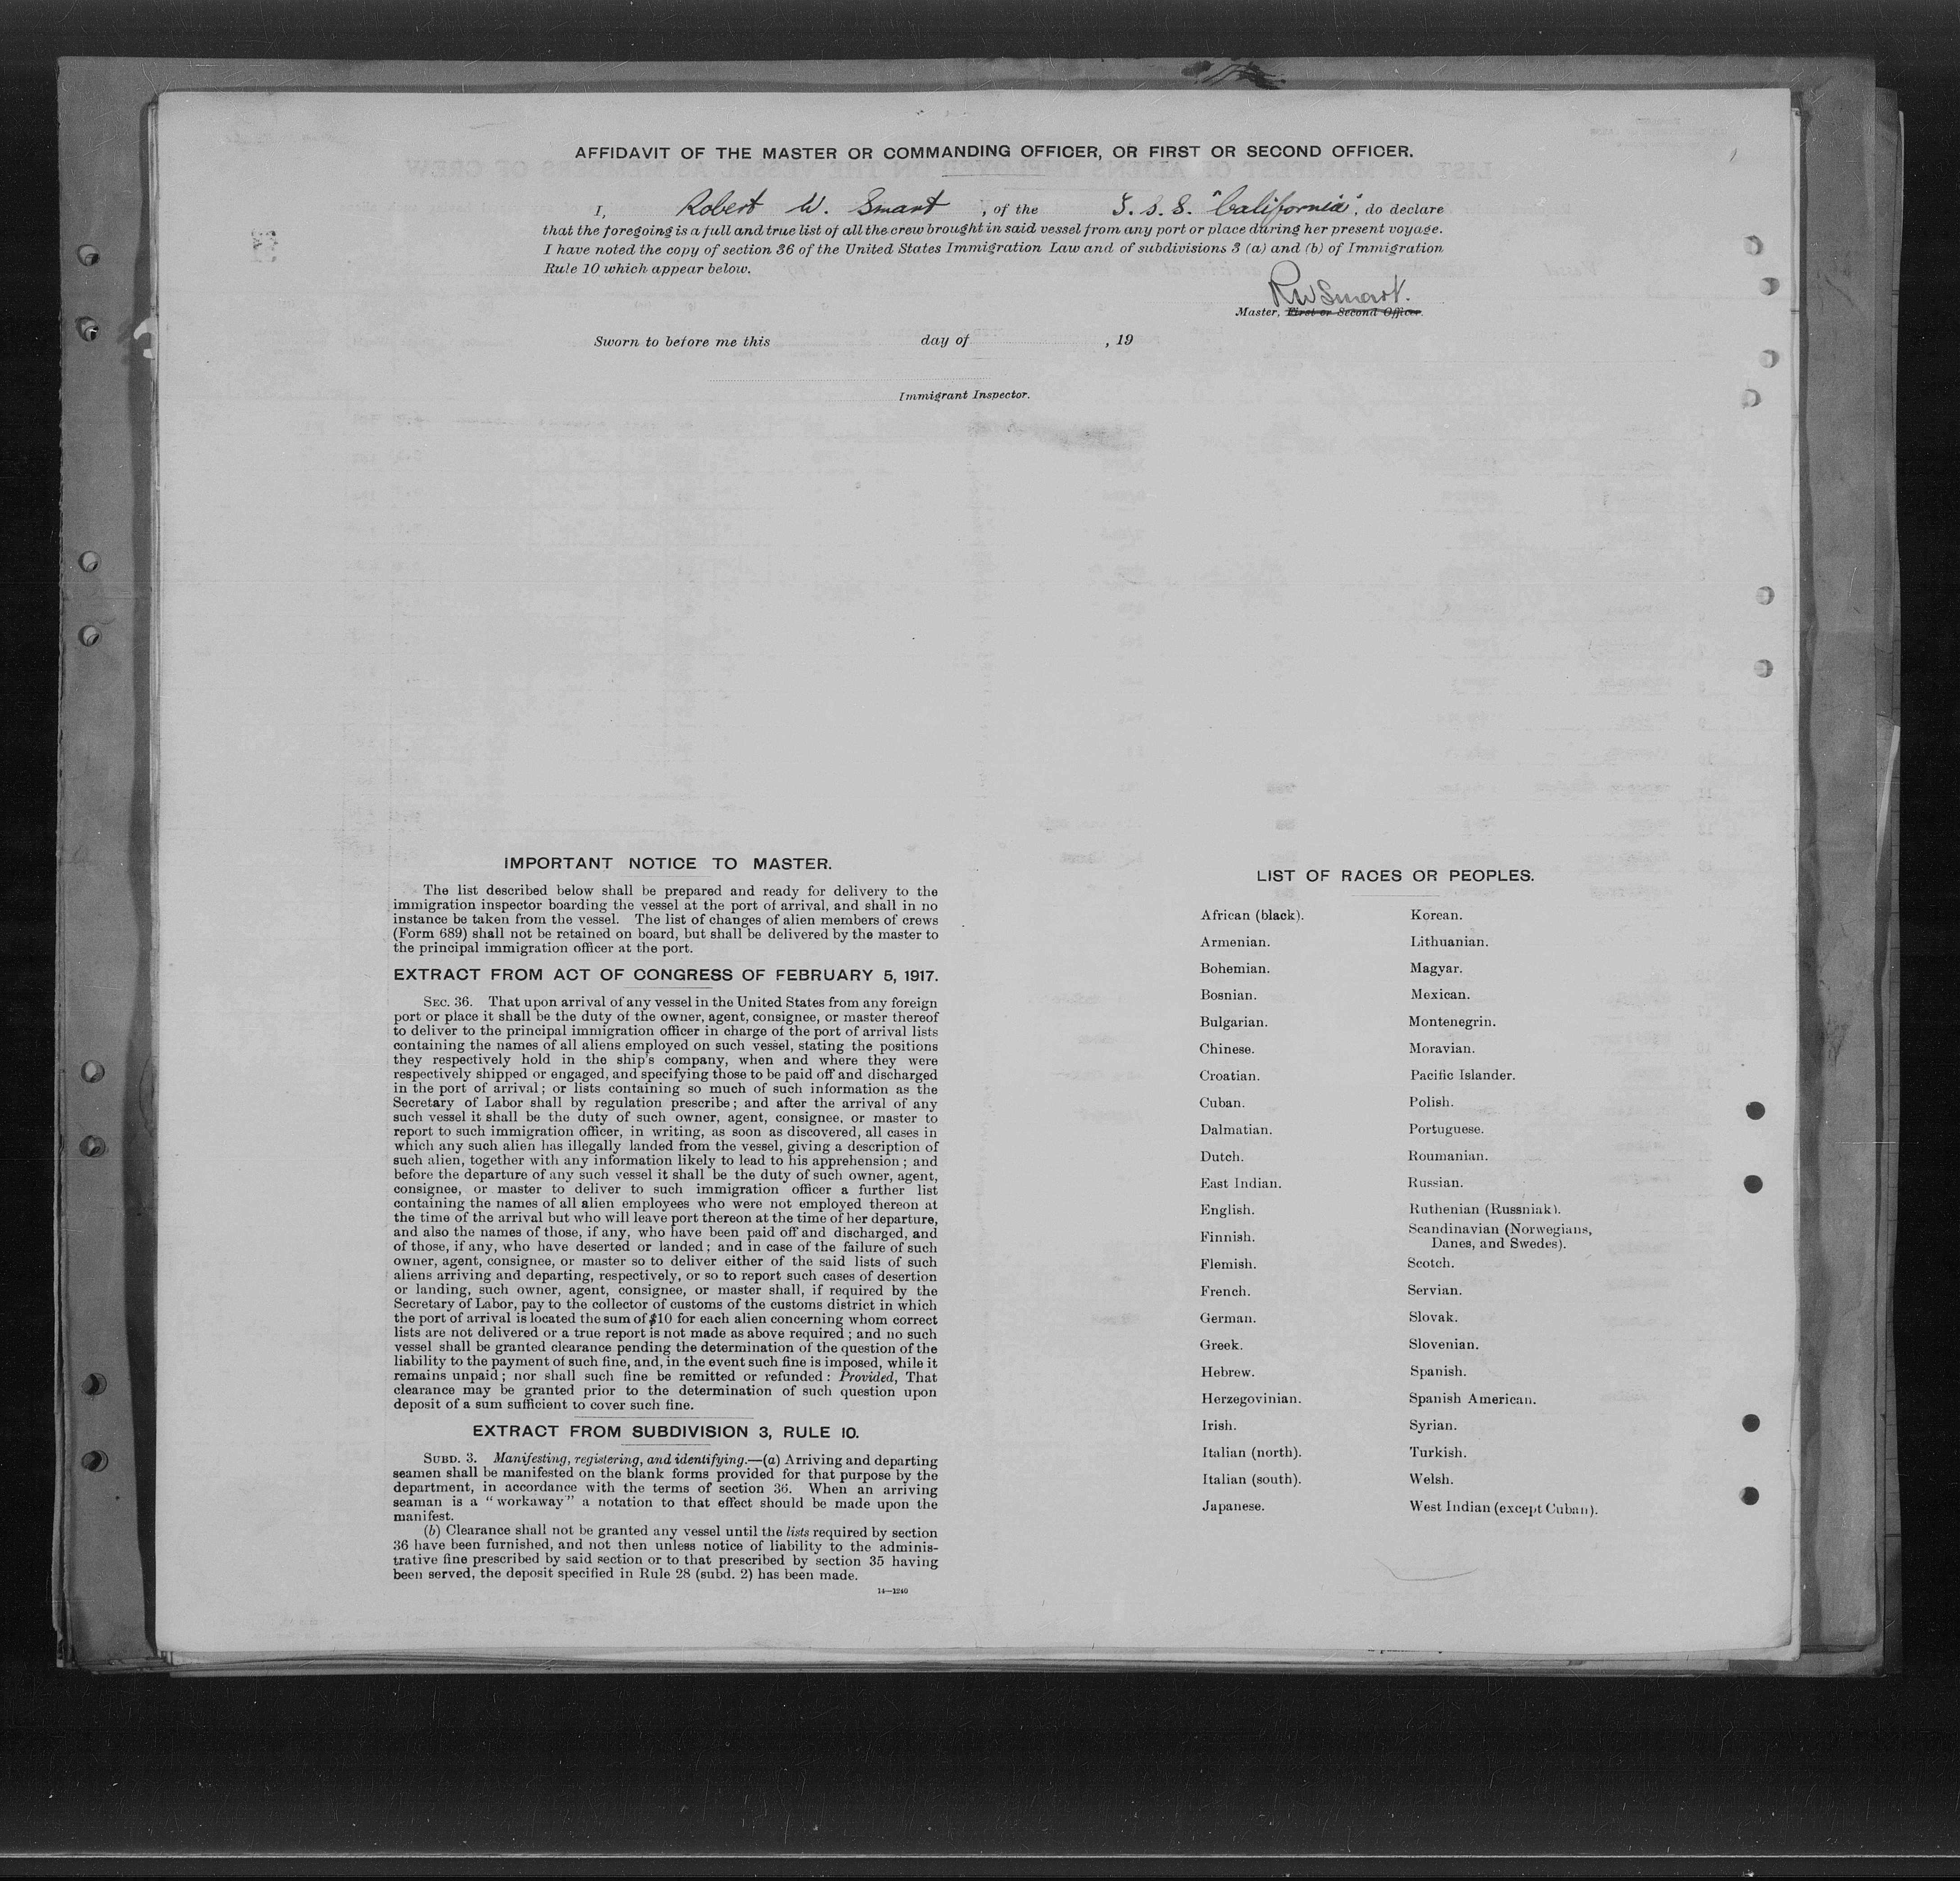 AFFIDAVIT OF THE MASTER OR COMMANDING OFFICER, OR FIRST OR SECOND OFFICER.
I, Robert W. Smart, of the T.S.S. "California", do declare
that the foregoing is a full and true list of all the crew brought in said vessel from any port or place during her present voyage.
I have noted the copy of section 36 of the United States Immigration Law and of subdivisions 3 (a) and (b) of Immigration
Rule 10 which appear below.
RWSmart.
Master, First or Second Officer.
Sworn to before me this day of , 19
Immigrant Inspector.
IMPORTANT NOTICE TO MASTER.
The list described below shall be prepared and ready for delivery to the
immigration inspector boarding the vessel at the port of arrival, and shall in no
instance be taken from the vessel. The list of changes of alien members of crews
(Form 689) shall not be retained on board, but shall be delivered by the master to
the principal immigration officer at the port.
EXTRACT FROM ACT OF CONGRESS OF FEBRUARY 5, 1917.
SEC. 36. That upon arrival of any vessel in the United States from any foreign
port or place it shall be the duty of the owner, agent, consignee, or master thereof
to deliver to the principal immigration officer in charge of the port of arrival lists
containing the names of all aliens employed on such vessel, stating the positions
they respectively hold in the ship's company, when and where they were
respectively shipped or engaged, and specifying those to be paid off and discharged
in the port of arrival; or lists containing so much of such information as the
Secretary of Labor shall by regulation prescribe; and after the arrival of any
such vessel it shall be the duty of such owner, agent, consignee, or master to
report to such immigration officer, in writing, as soon as discovered, all cases in
which any such alien has illegally landed from the vessel, giving a description of
such alien, together with any information likely to lead to his apprehension; and
before the departure of any such vessel it shall be the duty of such owner, agent,
consignee, or master to deliver to such immigration officer a further list
containing the names of all alien employees who were not employed thereon at
the time of the arrival but who will leave port thereon at the time of her departure,
and also the names of those, if any, who have been paid off and discharged, and
of those, if any, who have deserted or landed; and in case of the failure of such
owner, agent, consignee, or master so to deliver either of the said lists of such
aliens arriving and departing, respectively, or so to report such cases of desertion
or landing, such owner, agent, consignee, or master shall, if required by the
Secretary of Labor, pay to the collector of customs of the customs district in which
the port of arrival is located the sum of $10 for each alien concerning whom correct
lists are not delivered or a true report is not made as above required; and no such
vessel shall be granted clearance pending the determination of the question of the
liability to the payment of such fine, and, in the event such fine is imposed, while it
remains unpaid; nor shall such fine be remitted or refunded: Provided, That
clearance may be granted prior to the determination of such question upon
deposit of a sum sufficient to cover such fine.
EXTRACT FROM SUBDIVISION 3, RULE 10.
SUBD. 3. Manifesting, registering, and identifying.—(a) Arriving and departing
seamen shall be manifested on the blank forms provided for that purpose by the
department, in accordance with the terms of section 36. When an arriving
seaman is a "workaway" a notation to that effect should be made upon the
manifest.
(b) Clearance shall not be granted any vessel until the lists required by section
36 have been furnished, and not then unless notice of liability to the adminis-
trative fine prescribed by said section or to that prescribed by section 35 having
been served, the deposit specified in Rule 28 (subd. 2) has been made.
14—1240
LIST OF RACES OR PEOPLES.
African (black).
Armenian.
Bohemian.
Bosnian.
Bulgarian.
Chinese.
Croatian.
Cuban.
Dalmatian.
Dutch.
East Indian.
English.
Finnish.
Flemish.
French.
German.
Greek.
Hebrew.
Herzegovinian.
Irish.
Italian (north).
Italian (south).
Japanese.
Korean.
Lithuanian.
Magyar.
Mexican.
Montenegrin.
Moravian.
Pacific Islander.
Polish.
Portuguese.
Roumanian.
Russian.
Ruthenian (Russniak).
Scandinavian (Norwegians,
Danes, and Swedes).
Scotch.
Servian.
Slovak.
Slovenian.
Spanish.
Spanish American.
Syrian.
Turkish.
Welsh.
West Indian (except Cuban).